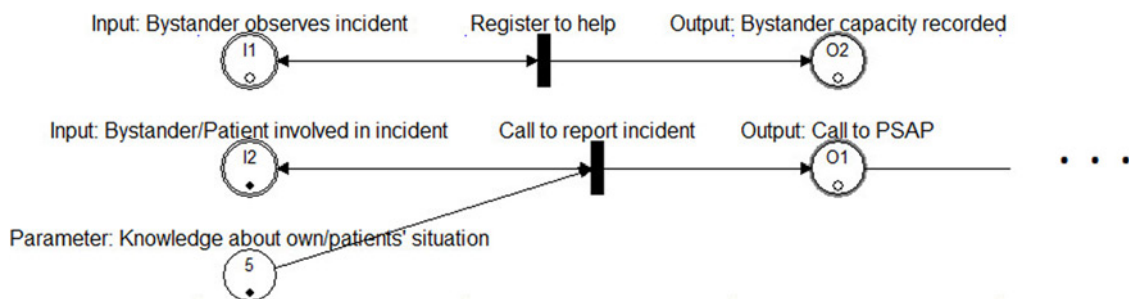 Input: Bystander observes incident Register to help Output: Bystander capacity recorded
I1 O2
Input: Bystander/Patient involved in incident Call to report incident Output: Call to PSAP
I2 O1
. . .
Parameter: Knowledge about own/patients' situation
5